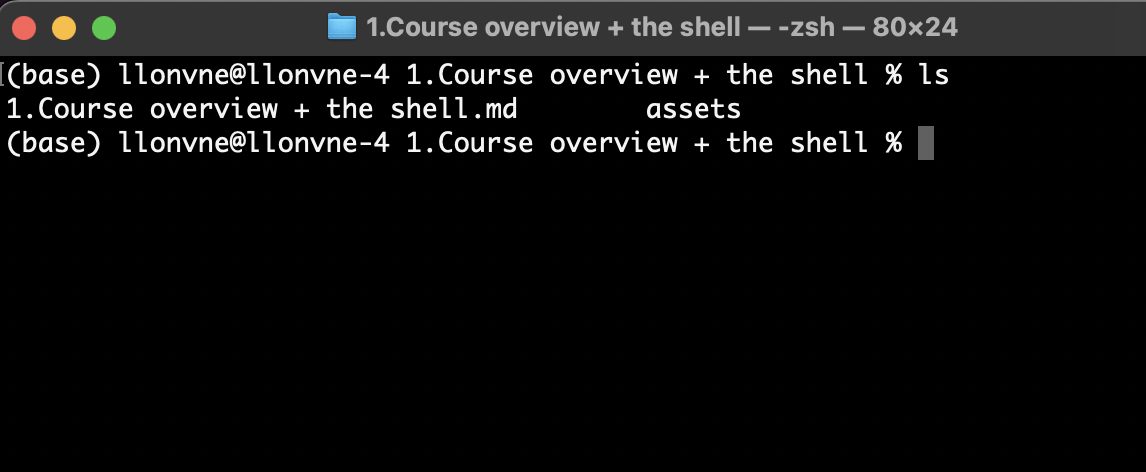 1.Course overview + the shell — -zsh — 80×24
(base) llonvne@llonvne-4 1.Course overview + the shell % ls
1.Course overview + the shell.md        assets
(base) llonvne@llonvne-4 1.Course overview + the shell %